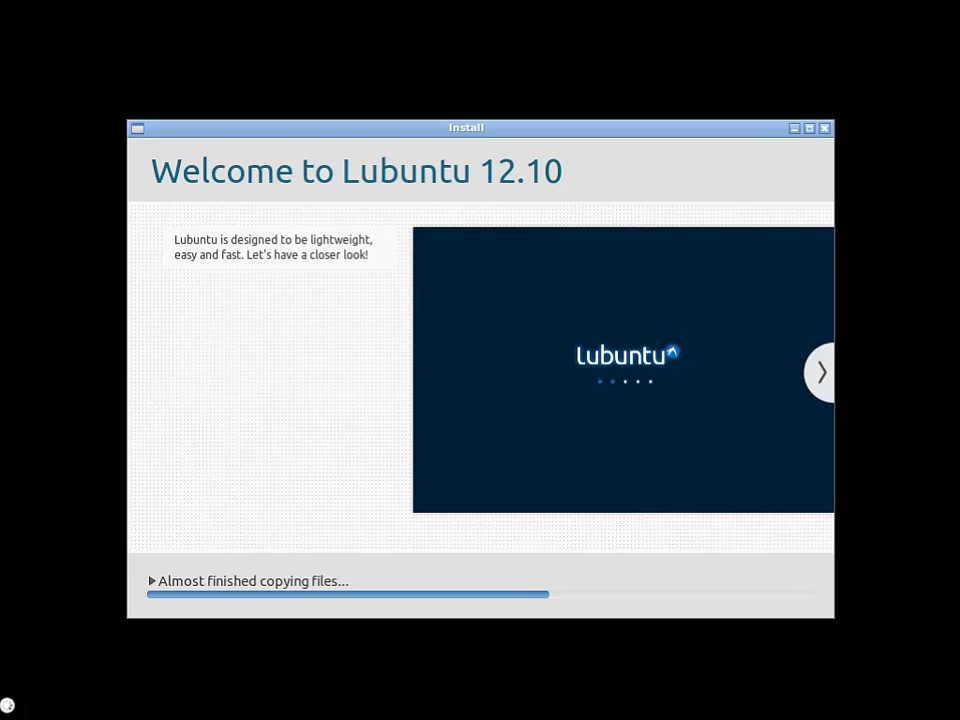 Install
Welcome to Lubuntu 12.10
Lubuntu is designed to be lightweight,
easy and fast. Let's have a closer look!
lubuntu
Almost finished copying files...